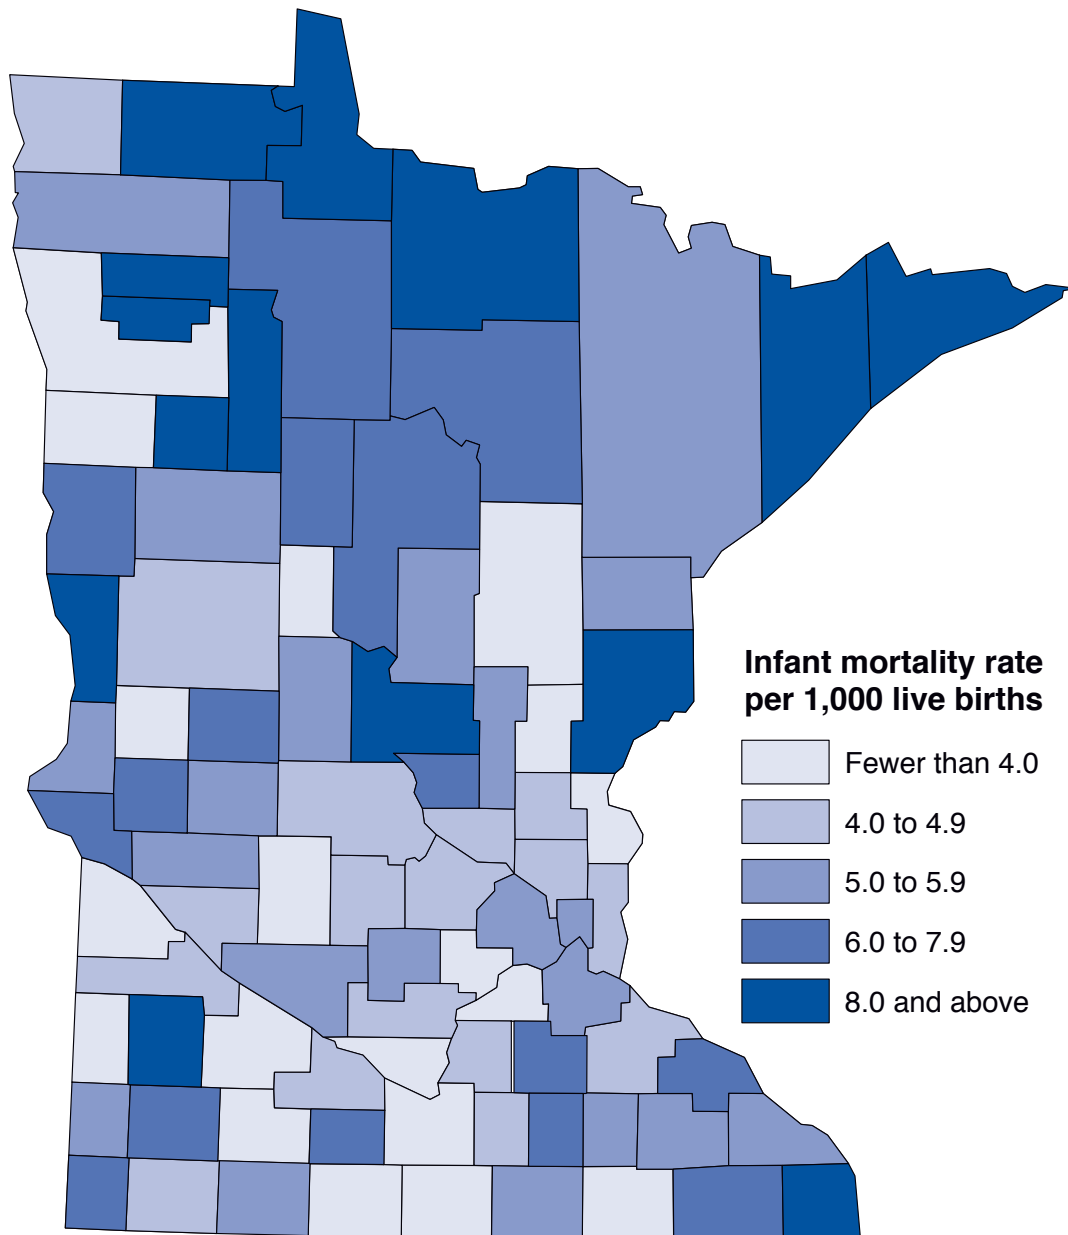 Infant mortality rate
per 1,000 live births
Fewer than 4.0
4.0 to 4.9
5.0 to 5.9
6.0 to 7.9
8.0 and above